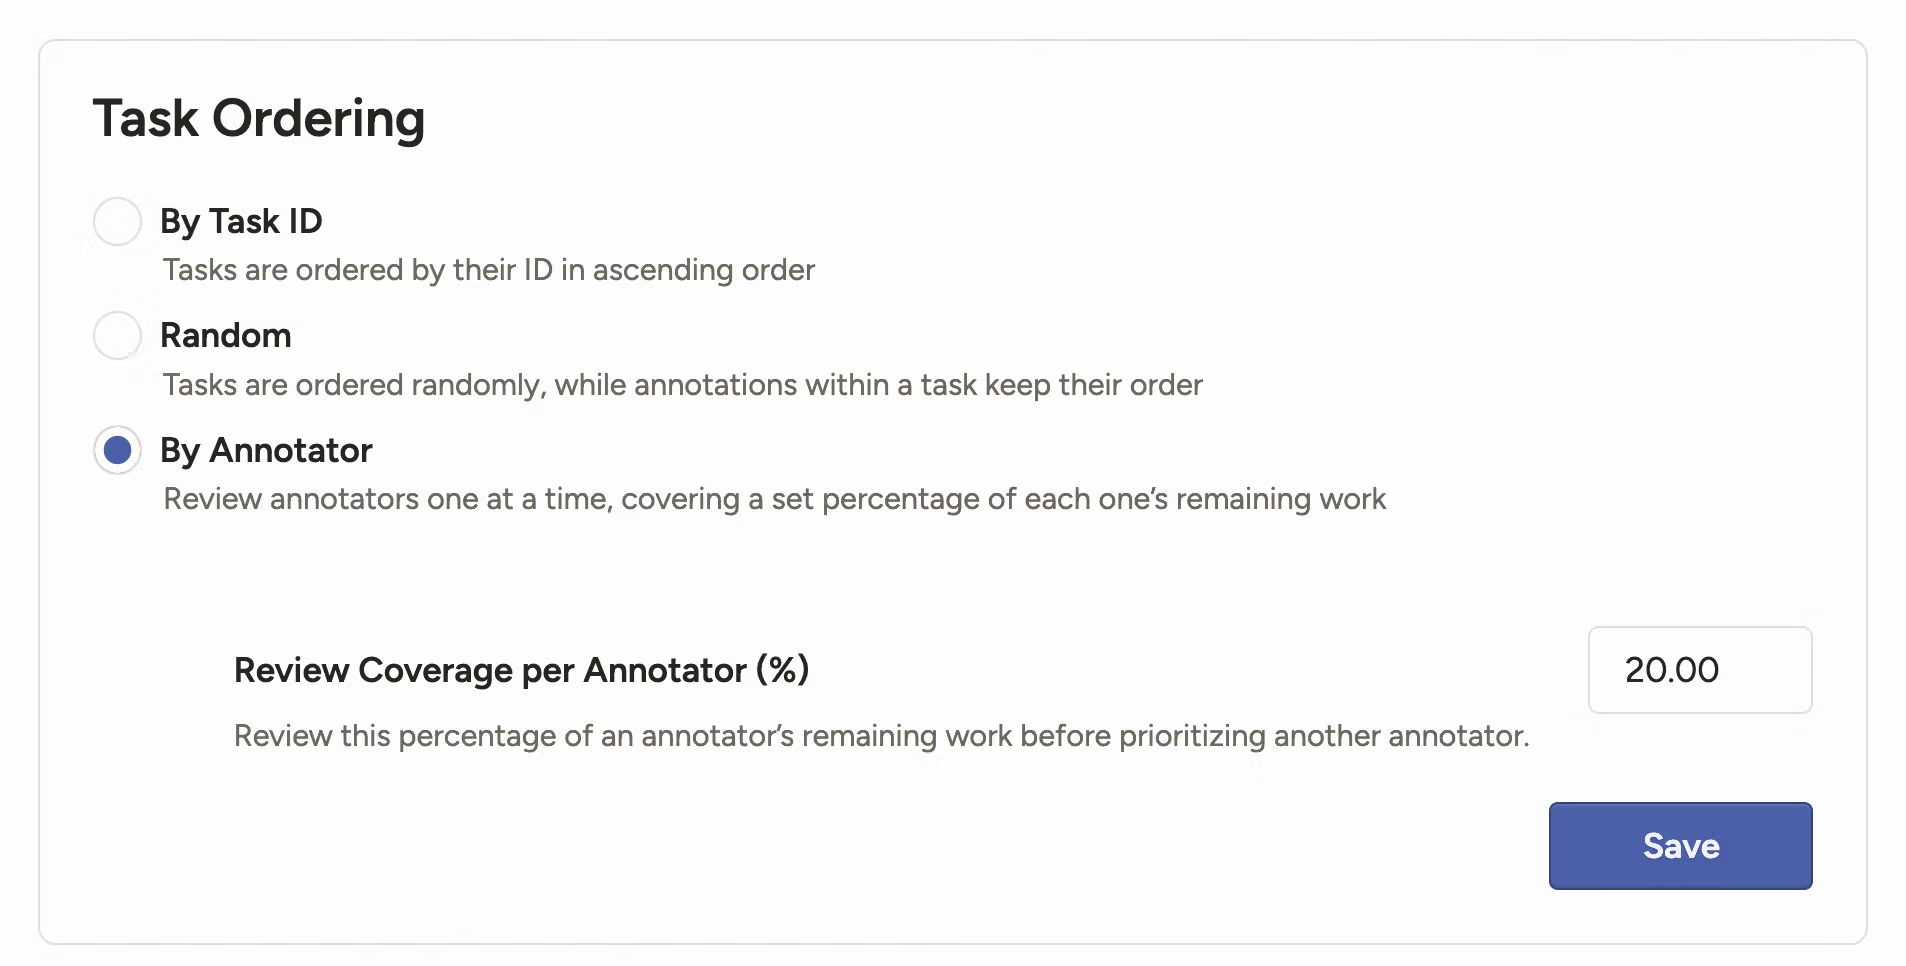 Task Ordering
By Task ID
Tasks are ordered by their ID in ascending order
Random
Tasks are ordered randomly, while annotations within a task keep their order
By Annotator
Review annotators one at a time, covering a set percentage of each one’s remaining work
Review Coverage per Annotator (%)
20.00
Review this percentage of an annotator’s remaining work before prioritizing another annotator.
Save